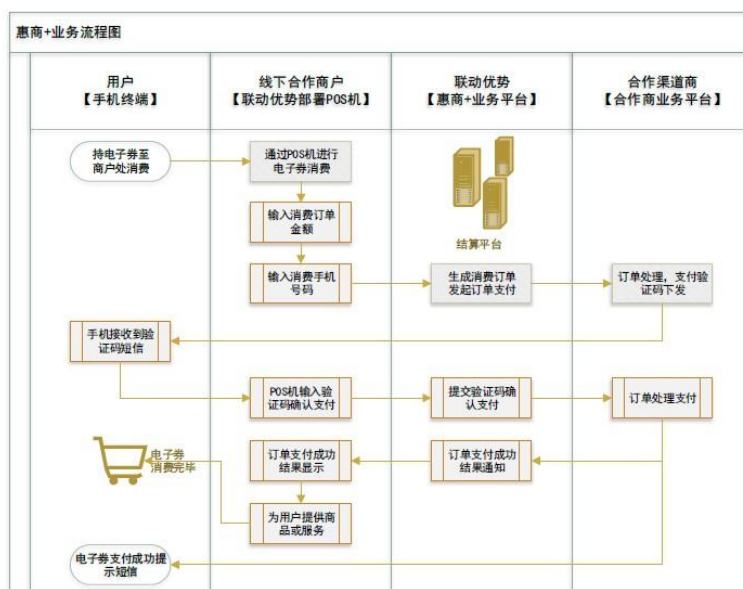 惠商+业务流程图
用户
【手机终端】
线下合作商户
【联动优势部署POS机】
联动优势
【惠商+业务平台】
合作渠道商
【合作商业务平台】
持电子券至
商户处消费
通过POS机进行
电子券消费
输入消费订单
金额
结算平台
输入消费手机
号码
生成消费订单
发起订单支付
订单处理，支付验
证码下发
手机接收到验
证码短信
POS机输入验
证码确认支付
提交验证码确
认支付
订单处理支付
电子券
消费完毕
订单支付成功
结果显示
订单支付成功
结果通知
为用户提供商
品或服务
电子券支付成功提
示短信